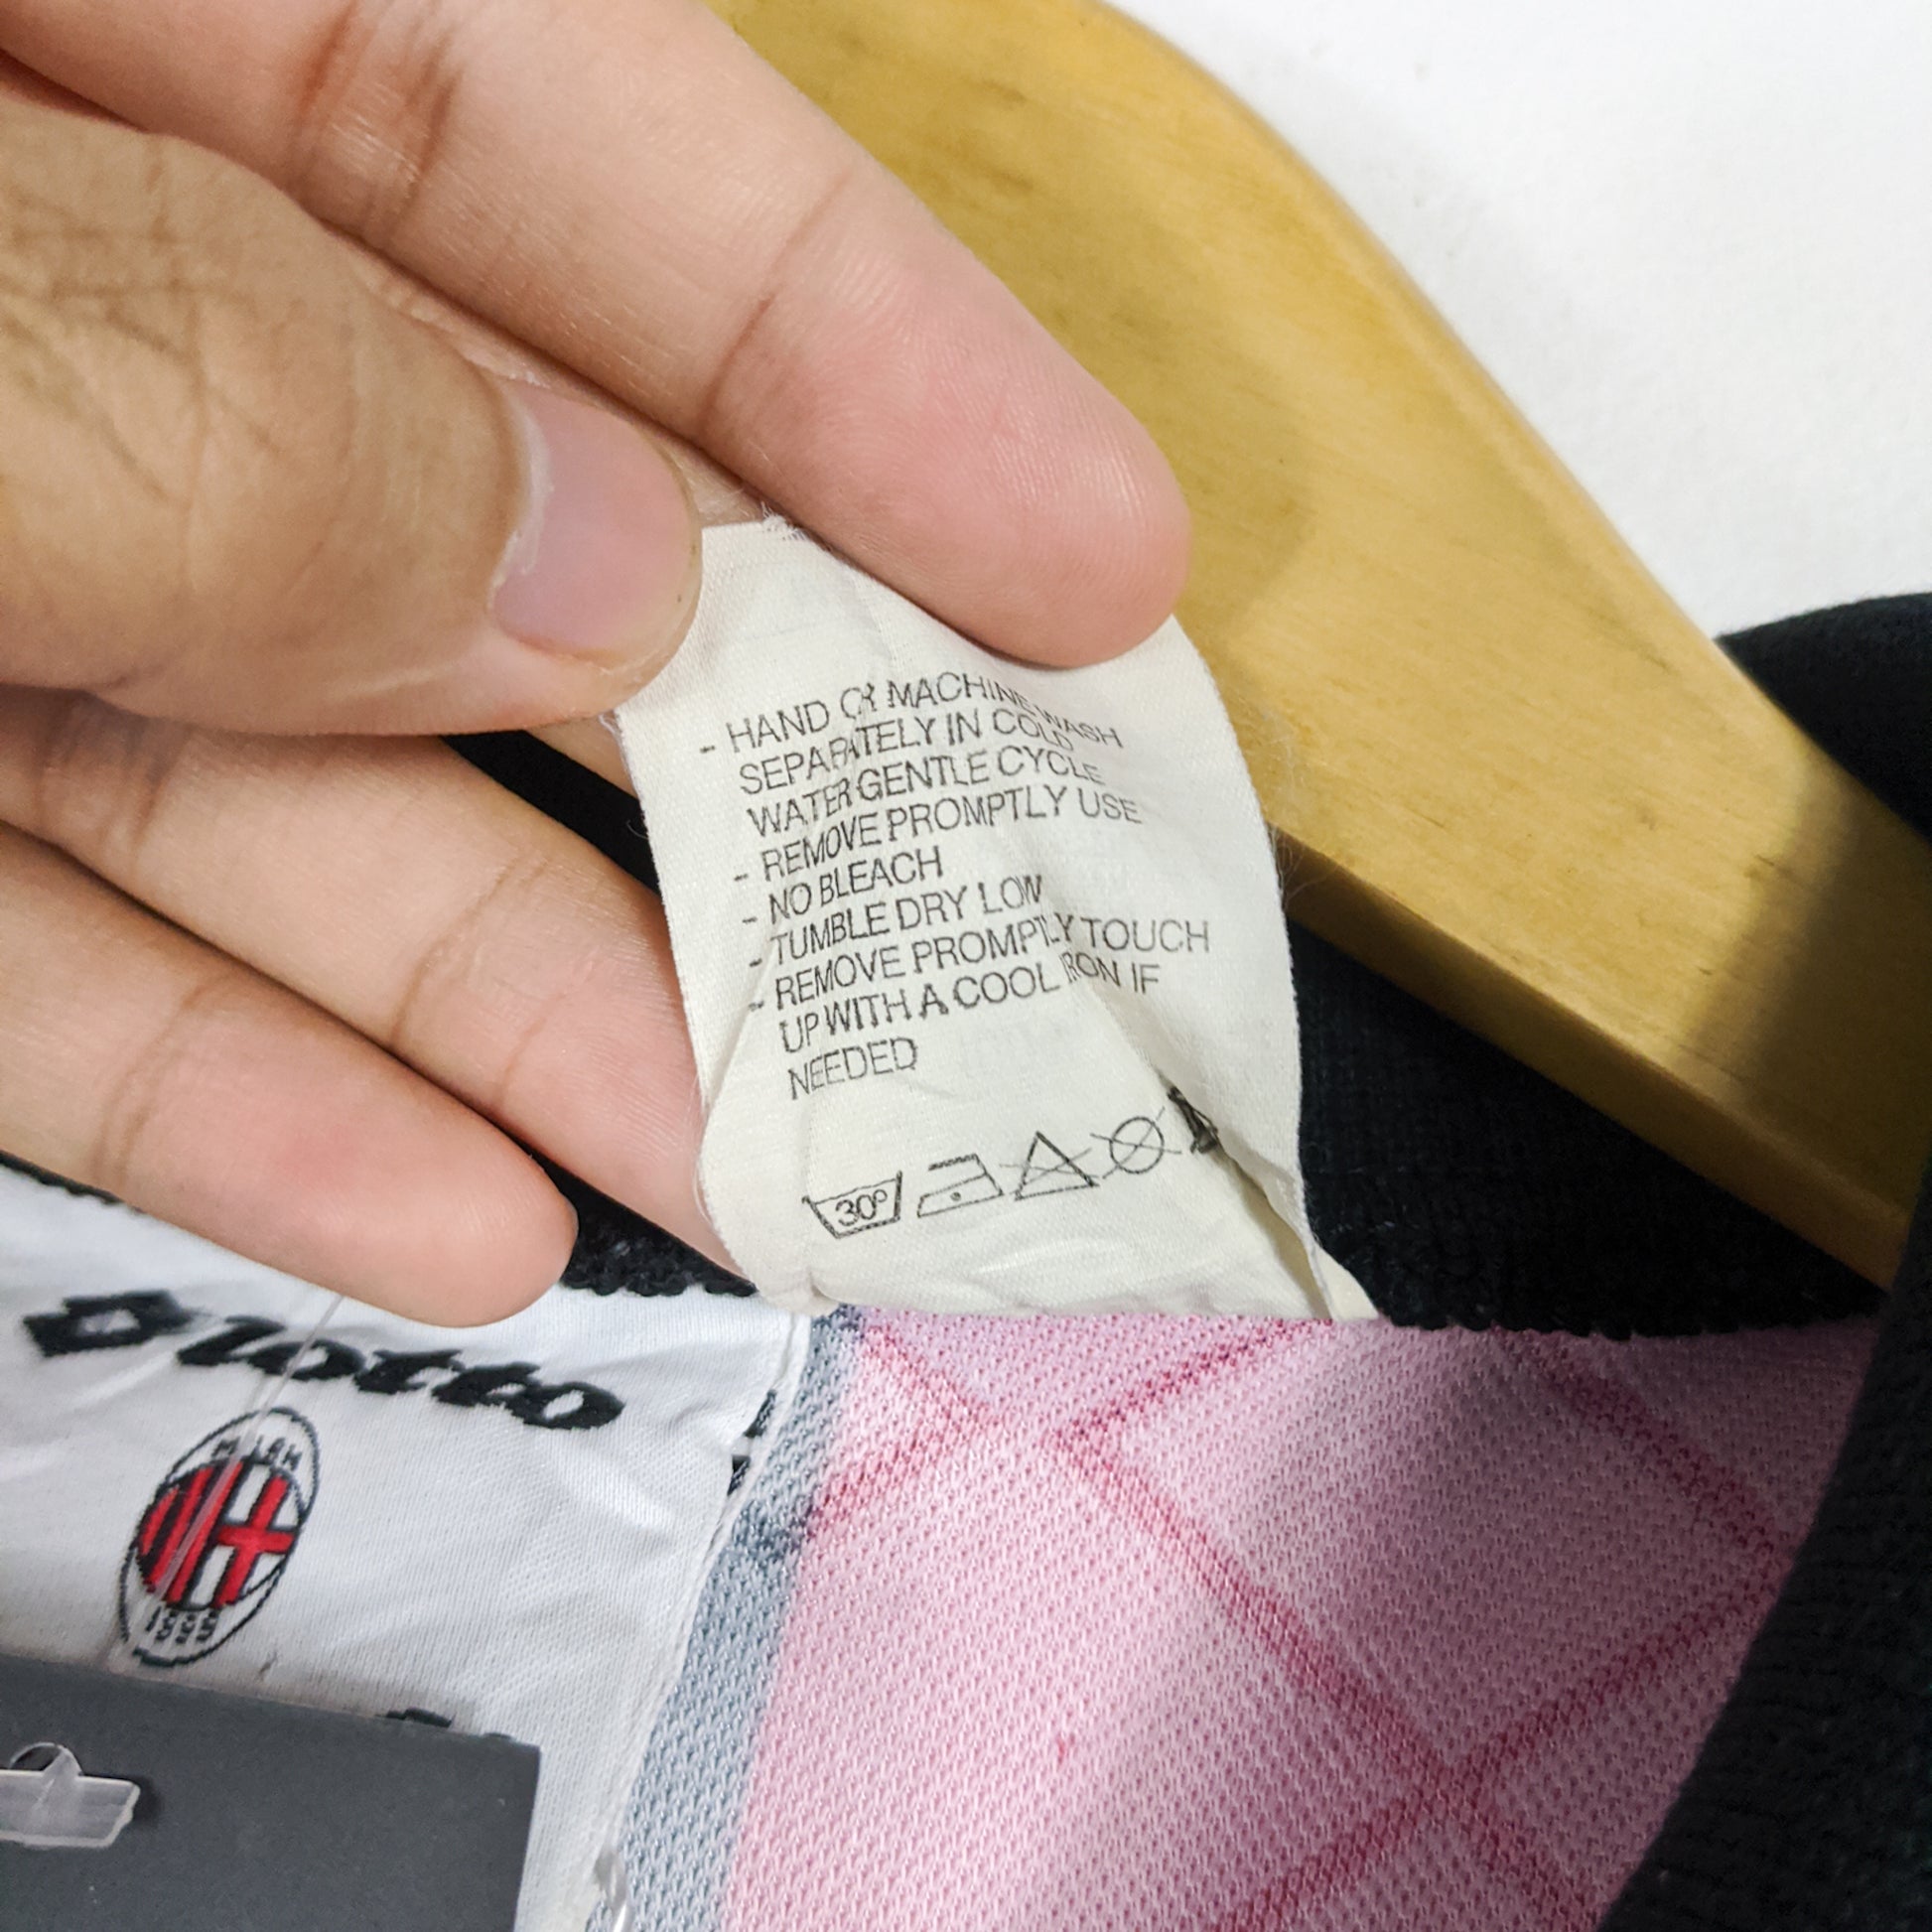 - HAND OR MACHINE WASH
SEPARATELY IN COLD
WATER GENTLE CYCLE
- REMOVE PROMPTLY USE
- NO BLEACH
- TUMBLE DRY LOW
- REMOVE PROMPTLY TOUCH
UP WITH A COOL IRON IF
NEEDED
30°
lotto
MILAN
1899